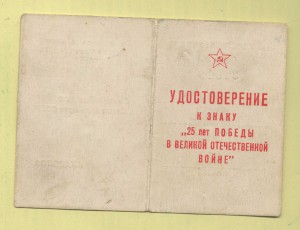 УДОСТОВЕРЕНИЕ
К ЗНАКУ
„25 лет ПОБЕДЫ
В ВЕЛИКОЙ ОТЕЧЕСТВЕННОЙ
ВОЙНЕ"